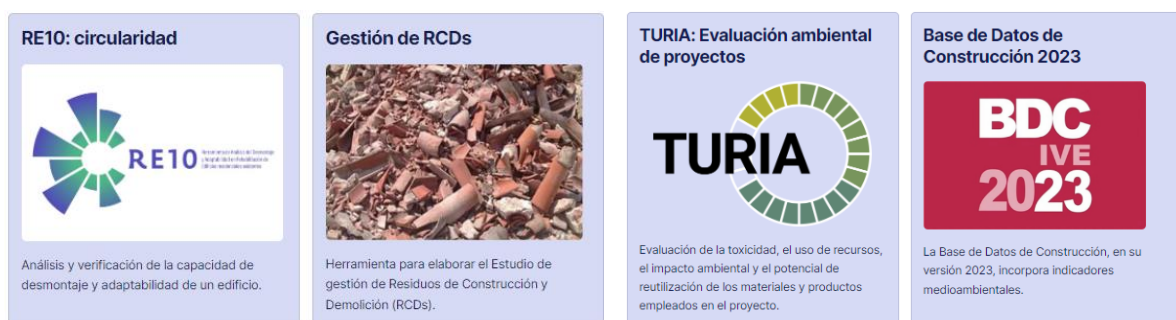 RE10: circularidad
RE10
Análisis y verificación de la capacidad de
desmontaje y adaptabilidad de un edificio.
Gestión de RCDs
Herramienta para elaborar el Estudio de
gestión de Residuos de Construcción y
Demolición (RCDs).
TURIA: Evaluación ambiental
de proyectos
TURIA
Evaluación de la toxicidad, el uso de recursos,
el impacto ambiental y el potencial de
reutilización de los materiales y productos
empleados en el proyecto.
Base de Datos de
Construcción 2023
BDC
IVE
2023
La Base de Datos de Construcción, en su
versión 2023, incorpora indicadores
medioambientales.